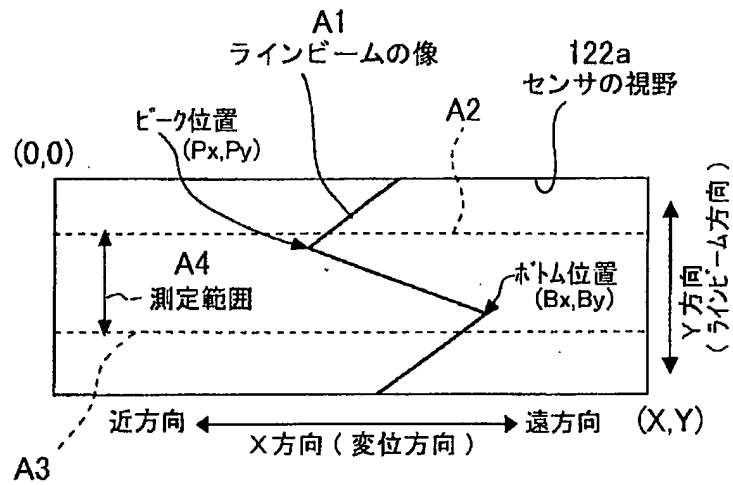 A1
ラインビームの像
122a
センサの視野
ピーク位置
(Px,Py)
A2
(0,0)
A4
測定範囲
ボトム位置
(Bx,By)
Y方向
(ラインビーム方向)
近方向
遠方向
(X,Y)
X方向(変位方向)
A3